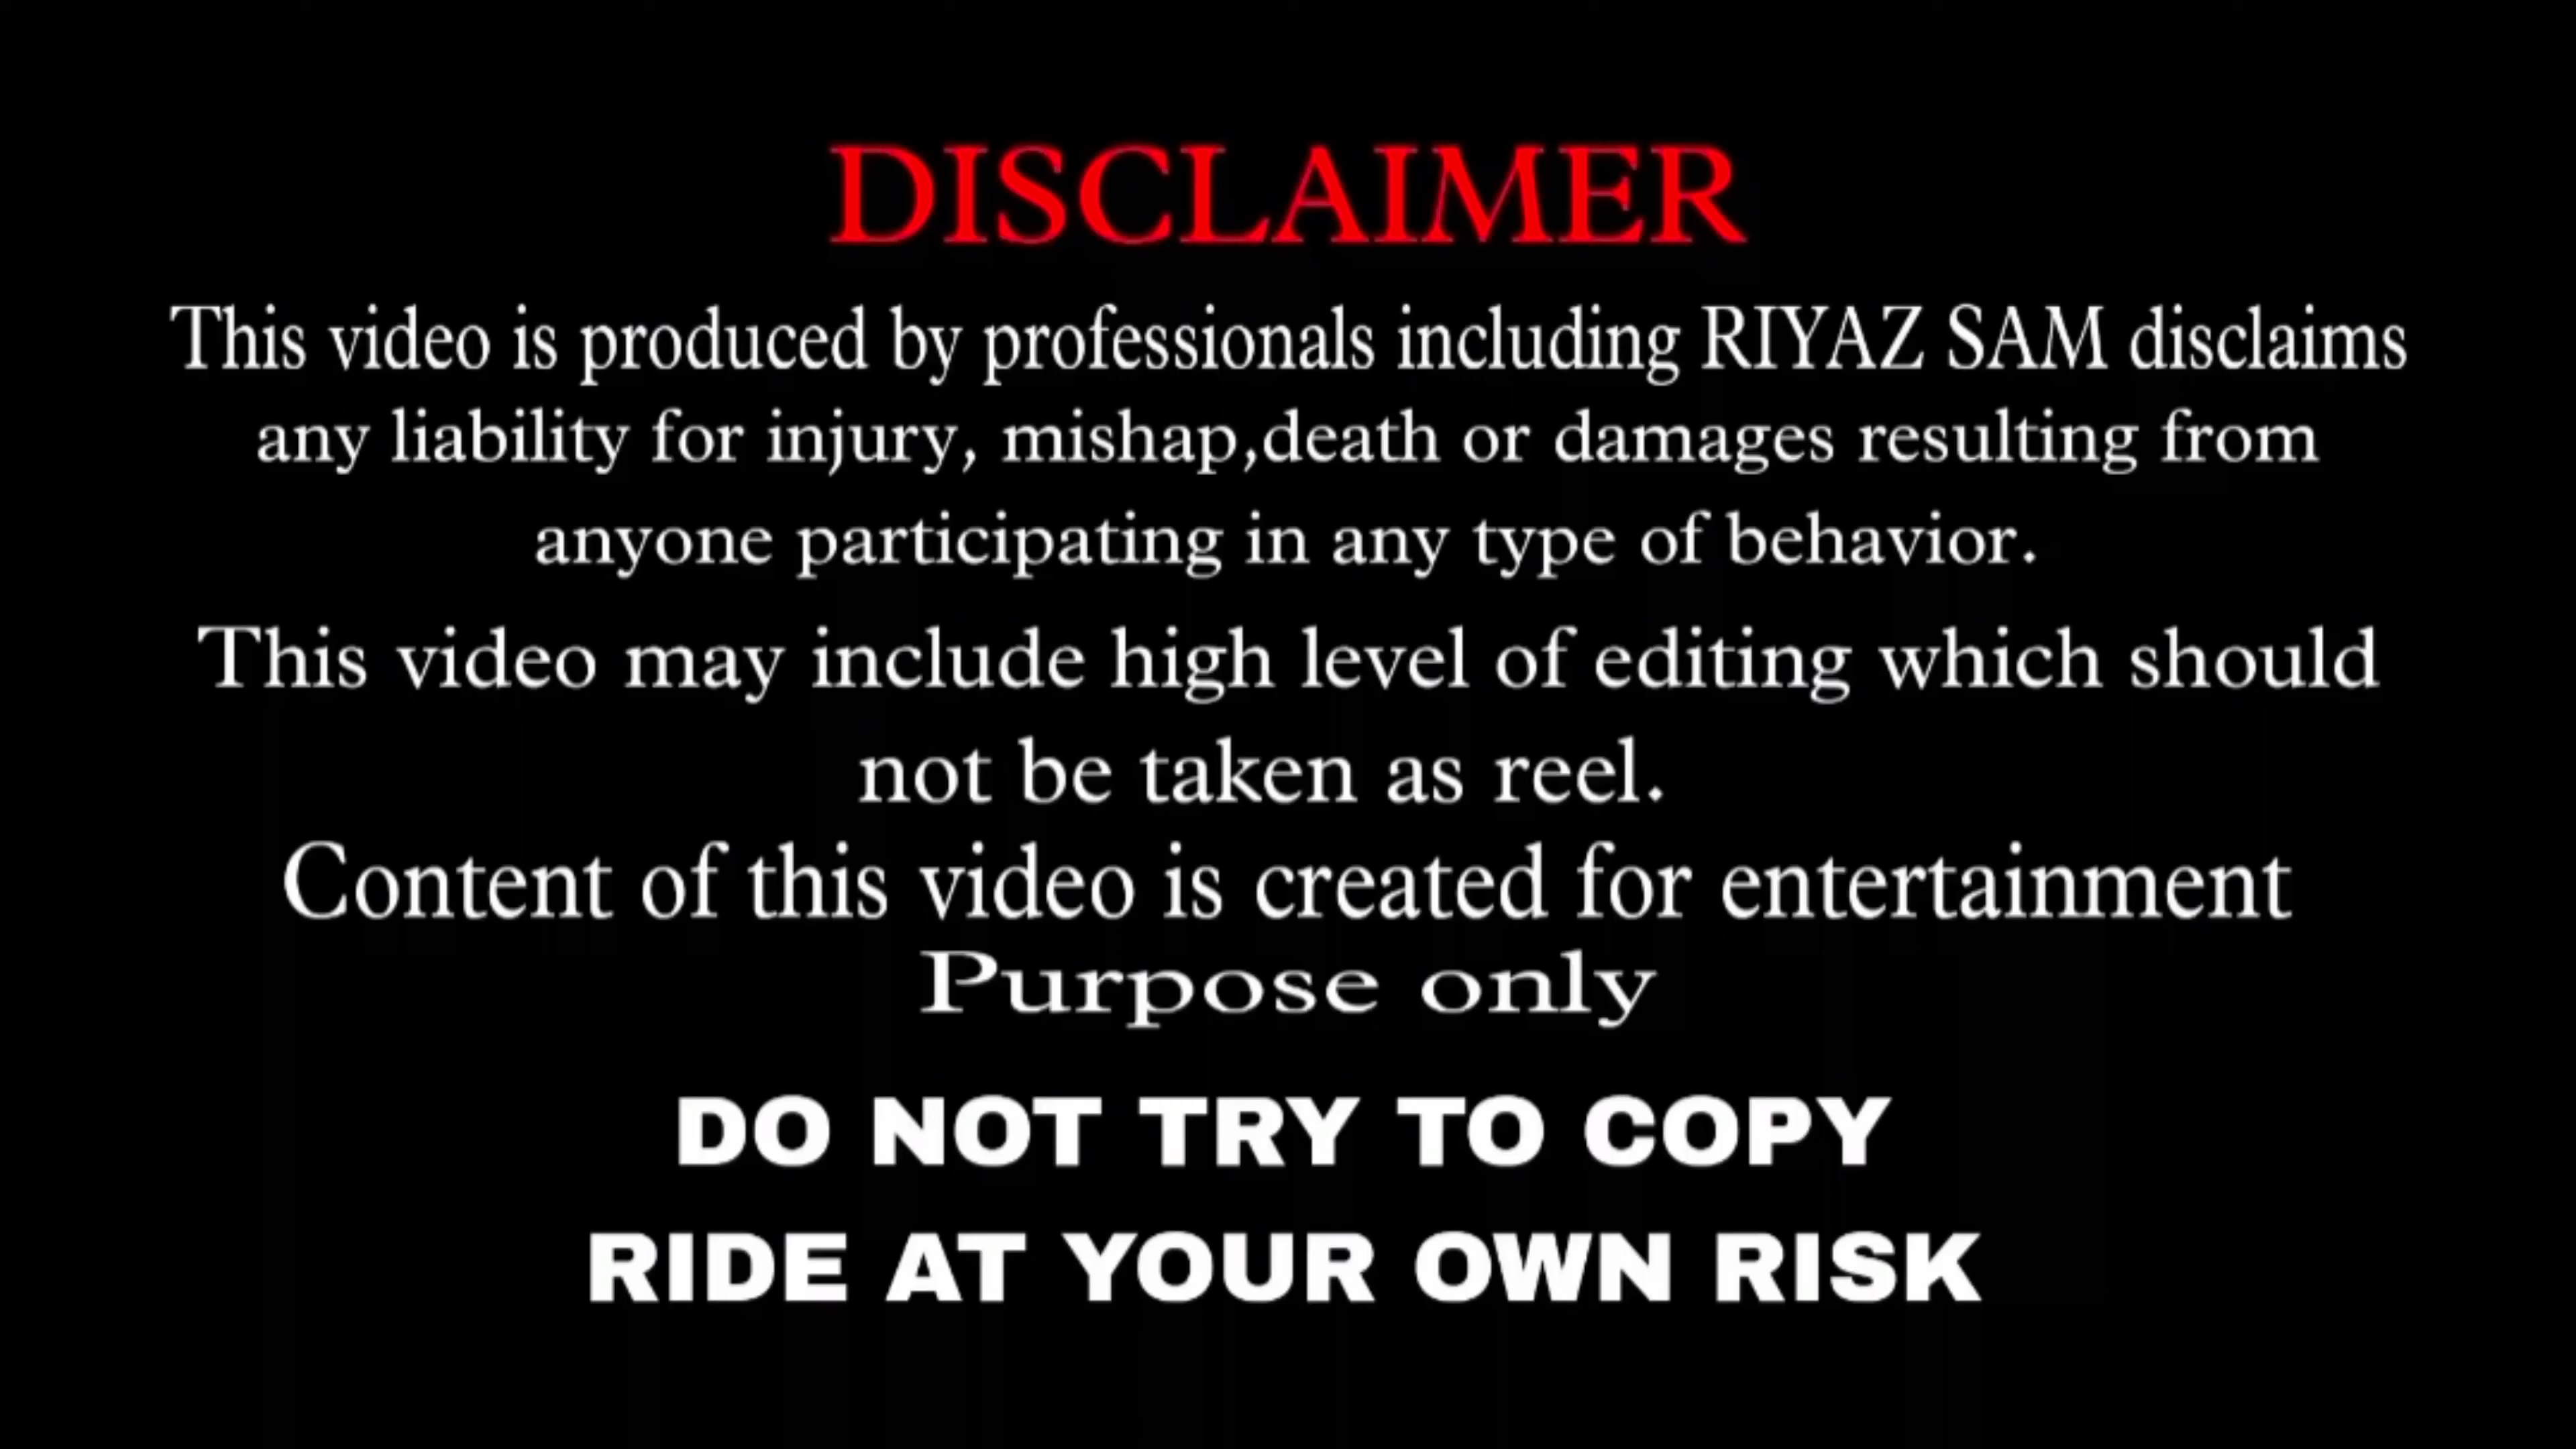 DISCLAIMER
This video is produced by professionals including RIYAZ SAM disclaims
any liability for injury, mishap,death or damages resulting from
anyone participating in any type of behavior.
This video may include high level of editing which should
not be taken as reel.
Content of this video is created for entertainment
Purpose only
DO NOT TRY TO COPY
RIDE AT YOUR OWN RISK